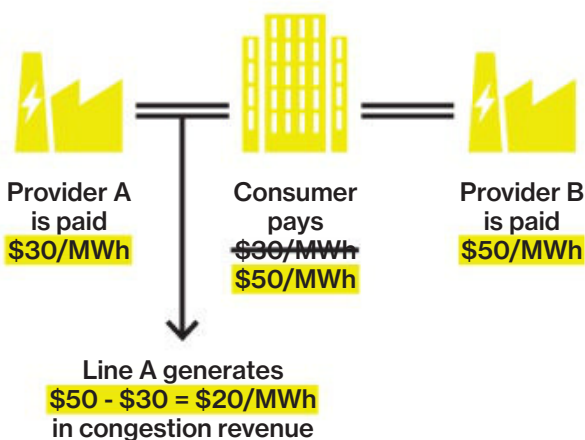 Provider A
is paid
$30/MWh
Consumer
pays
$30/MWh
$50/MWh
Provider B
is paid
$50/MWh
Line A generates
$50 - $30 = $20/MWh
in congestion revenue